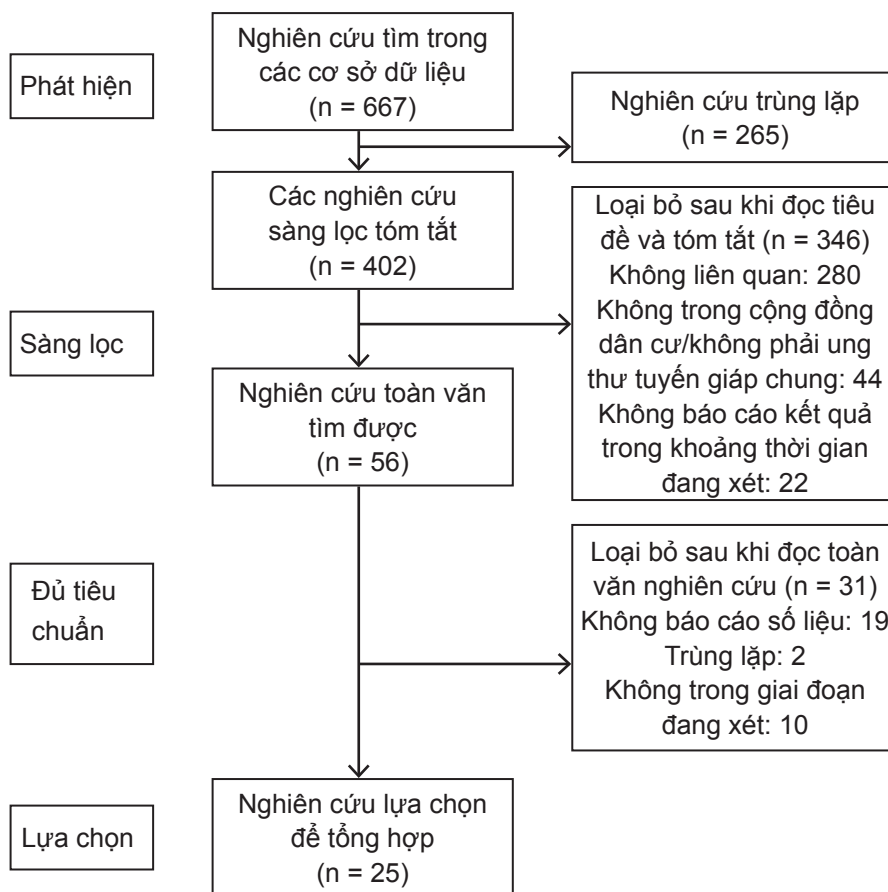 Phát hiện
Nghiên cứu tìm trong
các cơ sở dữ liệu
(n = 667)
Nghiên cứu trùng lặp
(n = 265)
Các nghiên cứu
sàng lọc tóm tắt
(n = 402)
Loại bỏ sau khi đọc tiêu
đề và tóm tắt (n = 346)
Không liên quan: 280
Không trong cộng đồng
dân cư/không phải ung
thư tuyến giáp chung: 44
Không báo cáo kết quả
trong khoảng thời gian
đang xét: 22
Sàng lọc
Nghiên cứu toàn văn
tìm được
(n = 56)
Đủ tiêu
chuẩn
Loại bỏ sau khi đọc toàn
văn nghiên cứu (n = 31)
Không báo cáo số liệu: 19
Trùng lặp: 2
Không trong giai đoạn
đang xét: 10
Lựa chọn
Nghiên cứu lựa chọn
để tổng hợp
(n = 25)